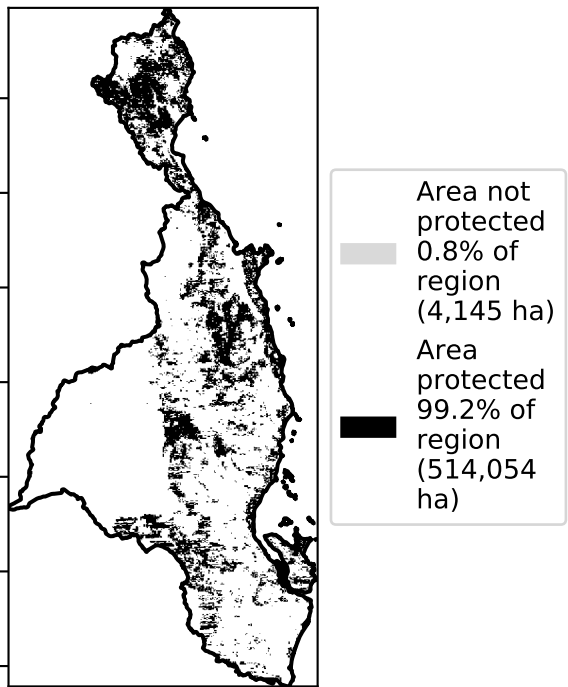 Area not
protected
0.8% of
region
(4,145 ha)
Area
protected
99.2% of
region
(514,054
ha)